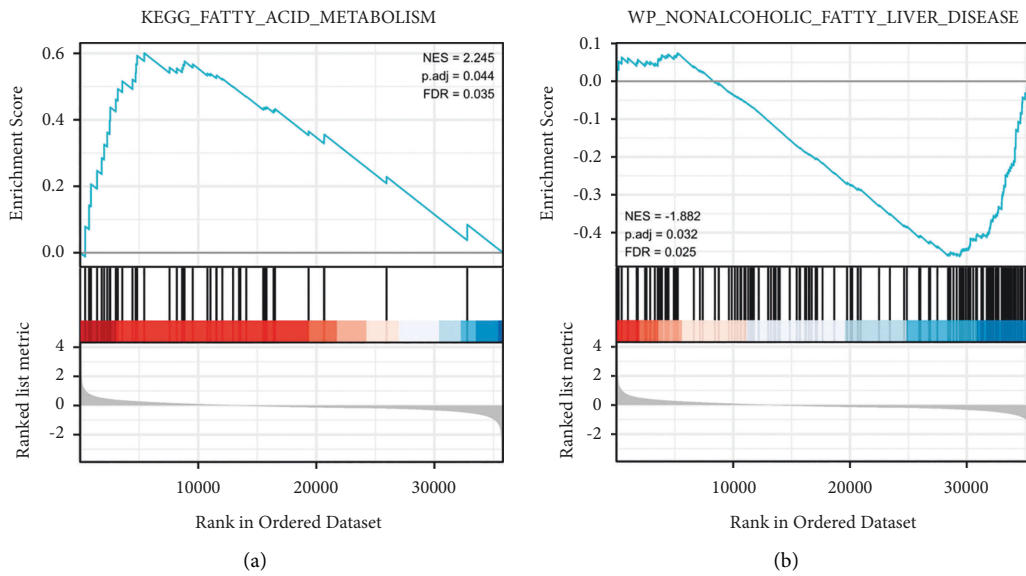 KEGG_FATTY_ACID_METABOLISM
0.6
0.4
0.2
0.0
Enrichment Score
NES = 2.245
p.adj = 0.044
FDR = 0.035
4
2
0
-2
Ranked list metric
10000 20000 30000
Rank in Ordered Dataset
(a)
WP_NONALCOHOLIC_FATTY_LIVER_DISEASE
0.1
0.0
-0.1
-0.2
-0.3
-0.4
Enrichment Score
NES = -1.882
p.adj = 0.032
FDR = 0.025
4
2
0
-2
Ranked list metric
10000 20000 30000
Rank in Ordered Dataset
(b)